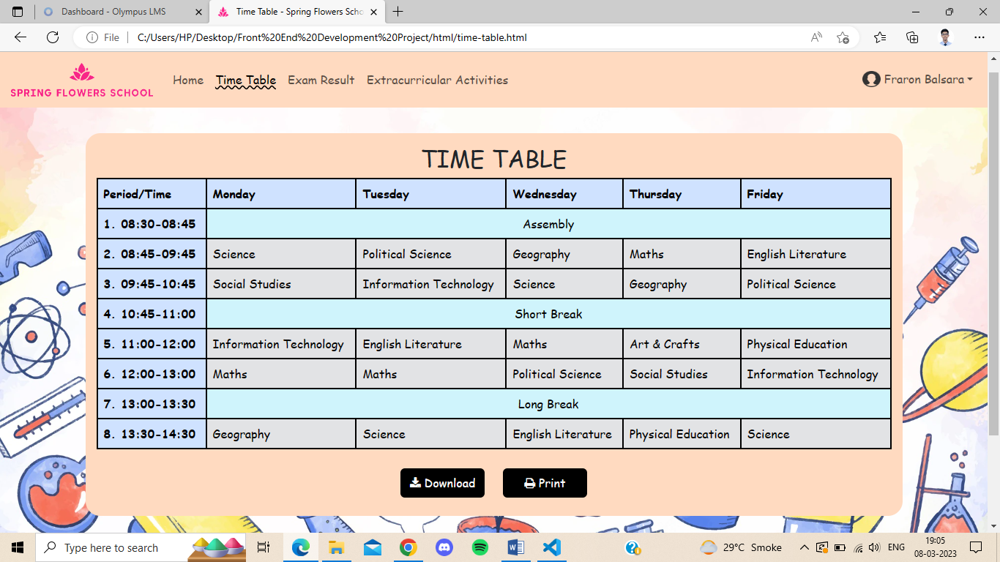 Dashboard - Olympus LMS
Time Table - Spring Flowers Scho
File
C:/Users/HP/Desktop/Front%20End%20Development%20Project/html/time-table.html
SPRING FLOWERS SCHOOL
Home Time Table Exam Result Extracurricular Activities
Fraron Balsara
TIME TABLE
Period/Time Monday Tuesday Wednesday Thursday Friday
1. 08:30-08:45 Assembly
2. 08:45-09:45 Science Political Science Geography Maths English Literature
3. 09:45-10:45 Social Studies Information Technology Science Geography Political Science
4. 10:45-11:00 Short Break
5. 11:00-12:00 Information Technology English Literature Maths Art & Crafts Physical Education
6. 12:00-13:00 Maths Maths Political Science Social Studies Information Technology
7. 13:00-13:30 Long Break
8. 13:30-14:30 Geography Science English Literature Physical Education Science
Download Print
Type here to search
29°C Smoke
ENG
19:05
08-03-2023